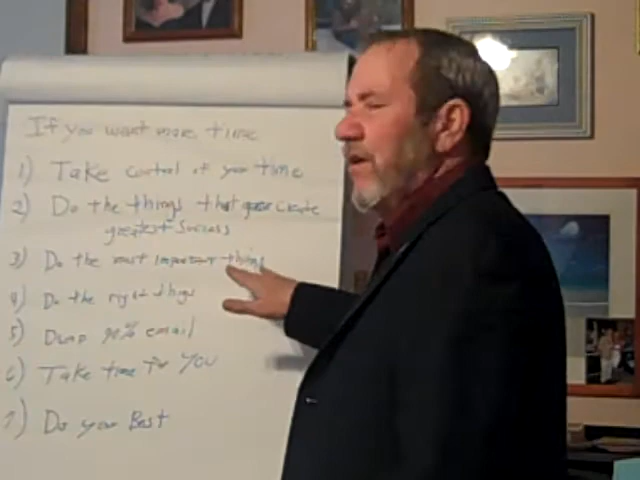 If you want more time
1) Take control of your time
2) Do the things that create
greatest success
3) Do the most important things
4) Do the right things
5) Dump 90% email
6) Take time for YOU
7) Do your Best